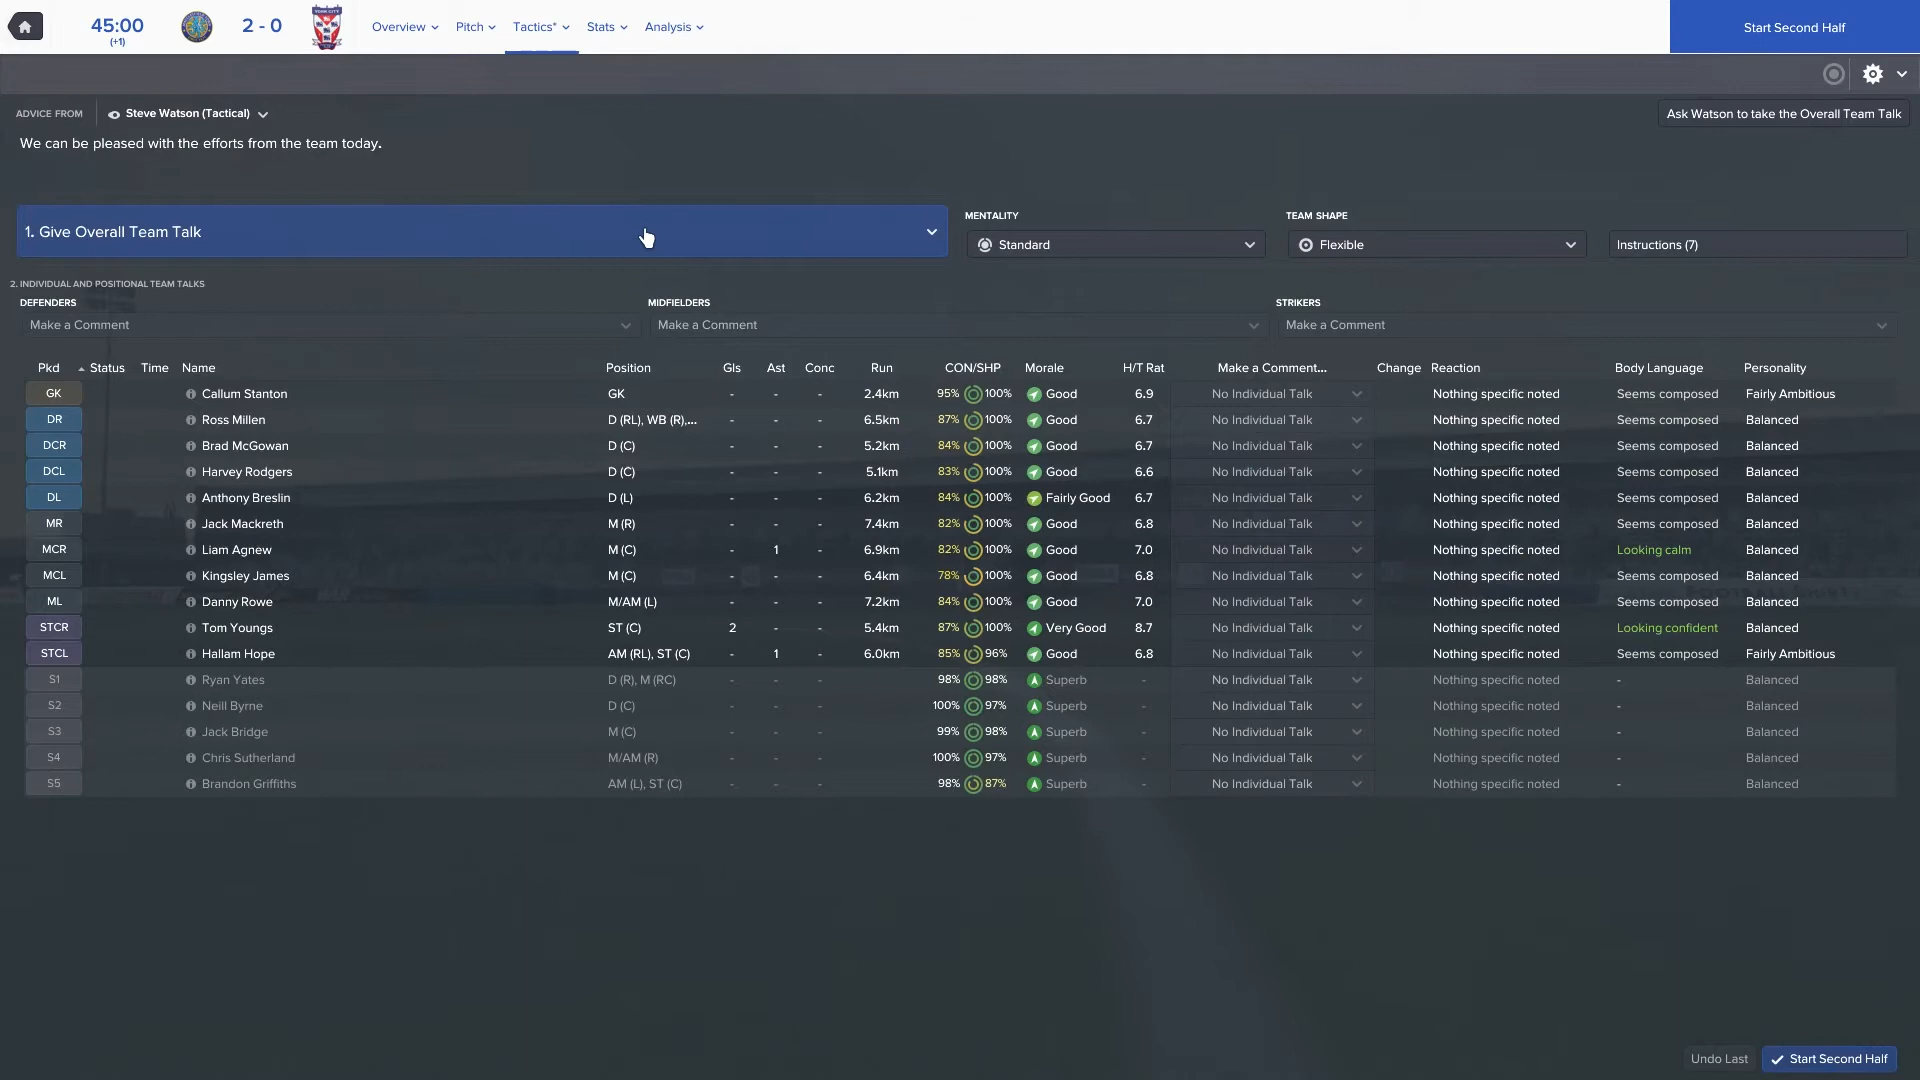 45:00
(+1)
2 - 0
YORK CITY
Overview
Pitch
Tactics*
Stats
Analysis
Start Second Half
ADVICE FROM
Steve Watson (Tactical)
Ask Watson to take the Overall Team Talk
We can be pleased with the efforts from the team today.
1. Give Overall Team Talk
MENTALITY
Standard
TEAM SHAPE
Flexible
Instructions (7)
2. INDIVIDUAL AND POSITIONAL TEAM TALKS
DEFENDERS MIDFIELDERS STRIKERS
Make a Comment Make a Comment Make a Comment
Pkd Status Time Name Position Gls Ast Conc Run CON/SHP Morale H/T Rat Make a Comment... Change Reaction Body Language Personality
GK Callum Stanton GK - - - 2.4km 95% 100% Good 6.9 No Individual Talk Nothing specific noted Seems composed Fairly Ambitious
DR Ross Millen D (RL), WB (R),... - - - 6.5km 87% 100% Good 6.7 No Individual Talk Nothing specific noted Seems composed Balanced
DCR Brad McGowan D (C) - - - 5.2km 84% 100% Good 6.7 No Individual Talk Nothing specific noted Seems composed Balanced
DCL Harvey Rodgers D (C) - - - 5.1km 83% 100% Good 6.6 No Individual Talk Nothing specific noted Seems composed Balanced
DL Anthony Breslin D (L) - - - 6.2km 84% 100% Fairly Good 6.7 No Individual Talk Nothing specific noted Seems composed Balanced
MR Jack Mackreth M (R) - - - 7.4km 82% 100% Good 6.8 No Individual Talk Nothing specific noted Seems composed Balanced
MCR Liam Agnew M (C) - 1 - 6.9km 82% 100% Good 7.0 No Individual Talk Nothing specific noted Looking calm Balanced
MCL Kingsley James M (C) - - - 6.4km 78% 100% Good 6.8 No Individual Talk Nothing specific noted Seems composed Balanced
ML Danny Rowe M/AM (L) - - - 7.2km 84% 100% Good 7.0 No Individual Talk Nothing specific noted Seems composed Balanced
STCR Tom Youngs ST (C) 2 - - 5.4km 87% 100% Very Good 8.7 No Individual Talk Nothing specific noted Looking confident Balanced
STCL Hallam Hope AM (RL), ST (C) - 1 - 6.0km 85% 96% Good 6.8 No Individual Talk Nothing specific noted Seems composed Fairly Ambitious
S1 Ryan Yates D (R), M (RC) - - - 98% 98% Superb - No Individual Talk Nothing specific noted - Balanced
S2 Neill Byrne D (C) - - - 100% 97% Superb - No Individual Talk Nothing specific noted - Balanced
S3 Jack Bridge M (C) - - - 99% 98% Superb - No Individual Talk Nothing specific noted - Balanced
S4 Chris Sutherland M/AM (R) - - - 100% 97% Superb - No Individual Talk Nothing specific noted - Balanced
S5 Brandon Griffiths AM (L), ST (C) - - - 98% 87% Superb - No Individual Talk Nothing specific noted - Balanced
Undo Last
Start Second Half